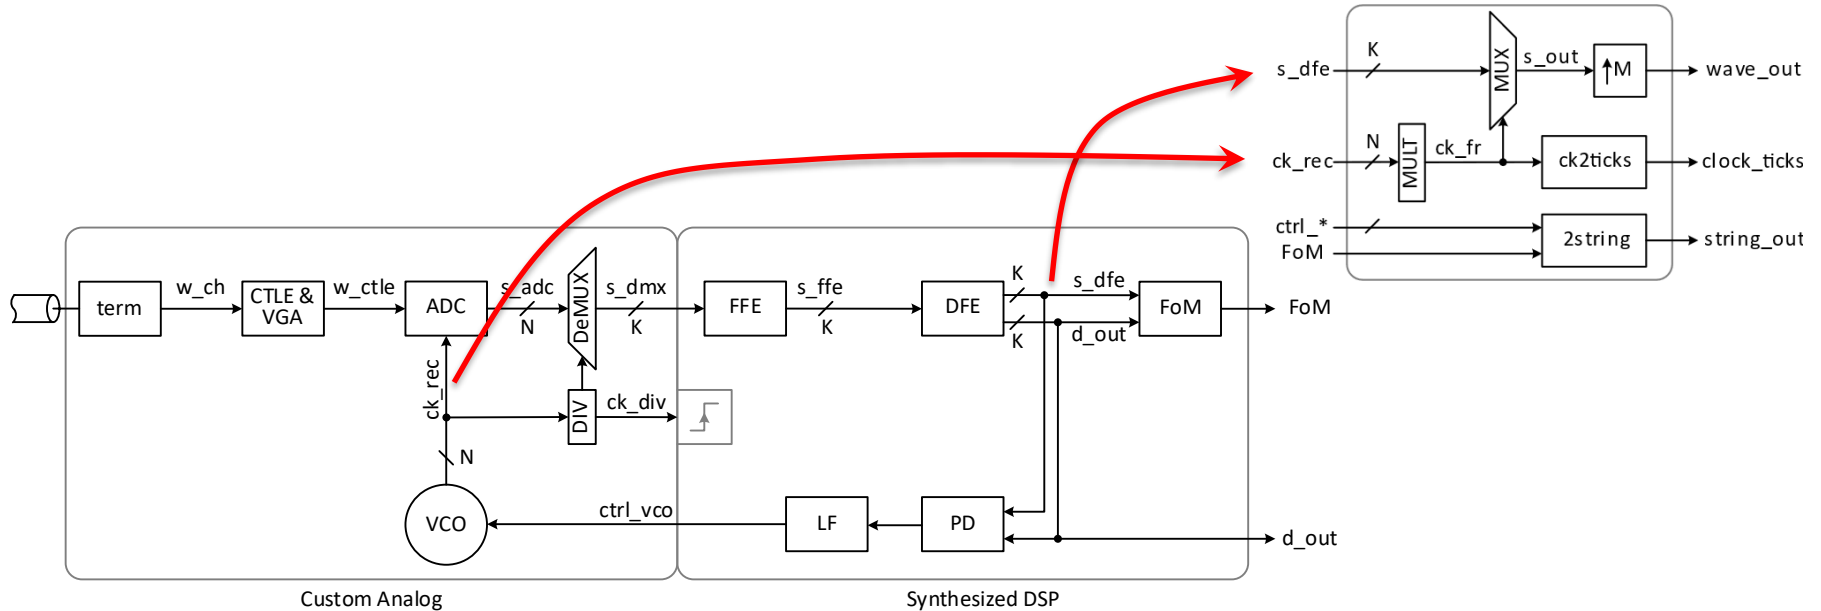 K
s_dfe
MUX
s_out
↑M
wave_out
ck_rec
N
MULT
ck_fr
ck2ticks
clock_ticks
ctrl_*
FoM
2string
string_out
term
w_ch
CTLE &
VGA
w_ctle
ADC
s_adc
N
DeMUX
s_dmx
K
FFE
s_ffe
K
DFE
K
K
s_dfe
d_out
FoM
FoM
ck_rec
DIV
ck_div
N
VCO
ctrl_vco
LF
PD
d_out
Custom Analog
Synthesized DSP